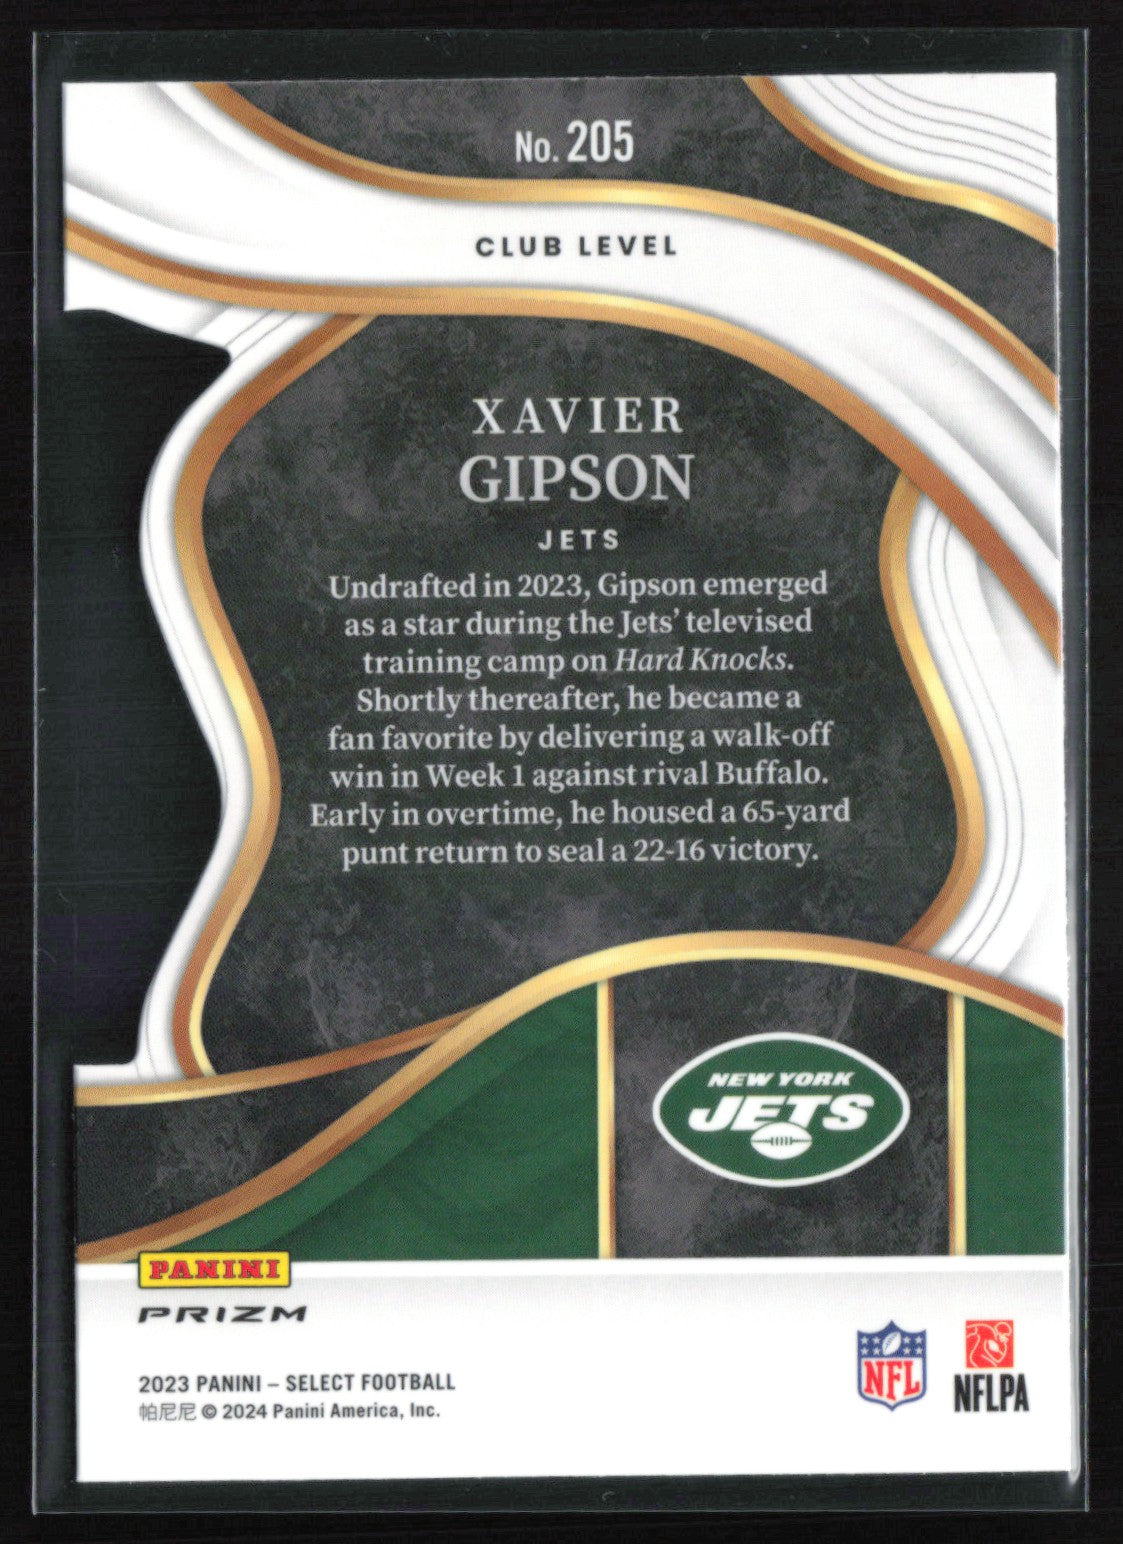 No. 205
CLUB LEVEL
XAVIER
GIPSON
JETS
Undrafted in 2023, Gipson emerged
as a star during the Jets’ televised
training camp on Hard Knocks.
Shortly thereafter, he became a
fan favorite by delivering a walk-off
win in Week 1 against rival Buffalo.
Early in overtime, he housed a 65-yard
punt return to seal a 22-16 victory.
NEW YORK
JETS
PANINI
PRIZM
NFL
NFLPA
2023 PANINI – SELECT FOOTBALL
帕尼尼 © 2024 Panini America, Inc.